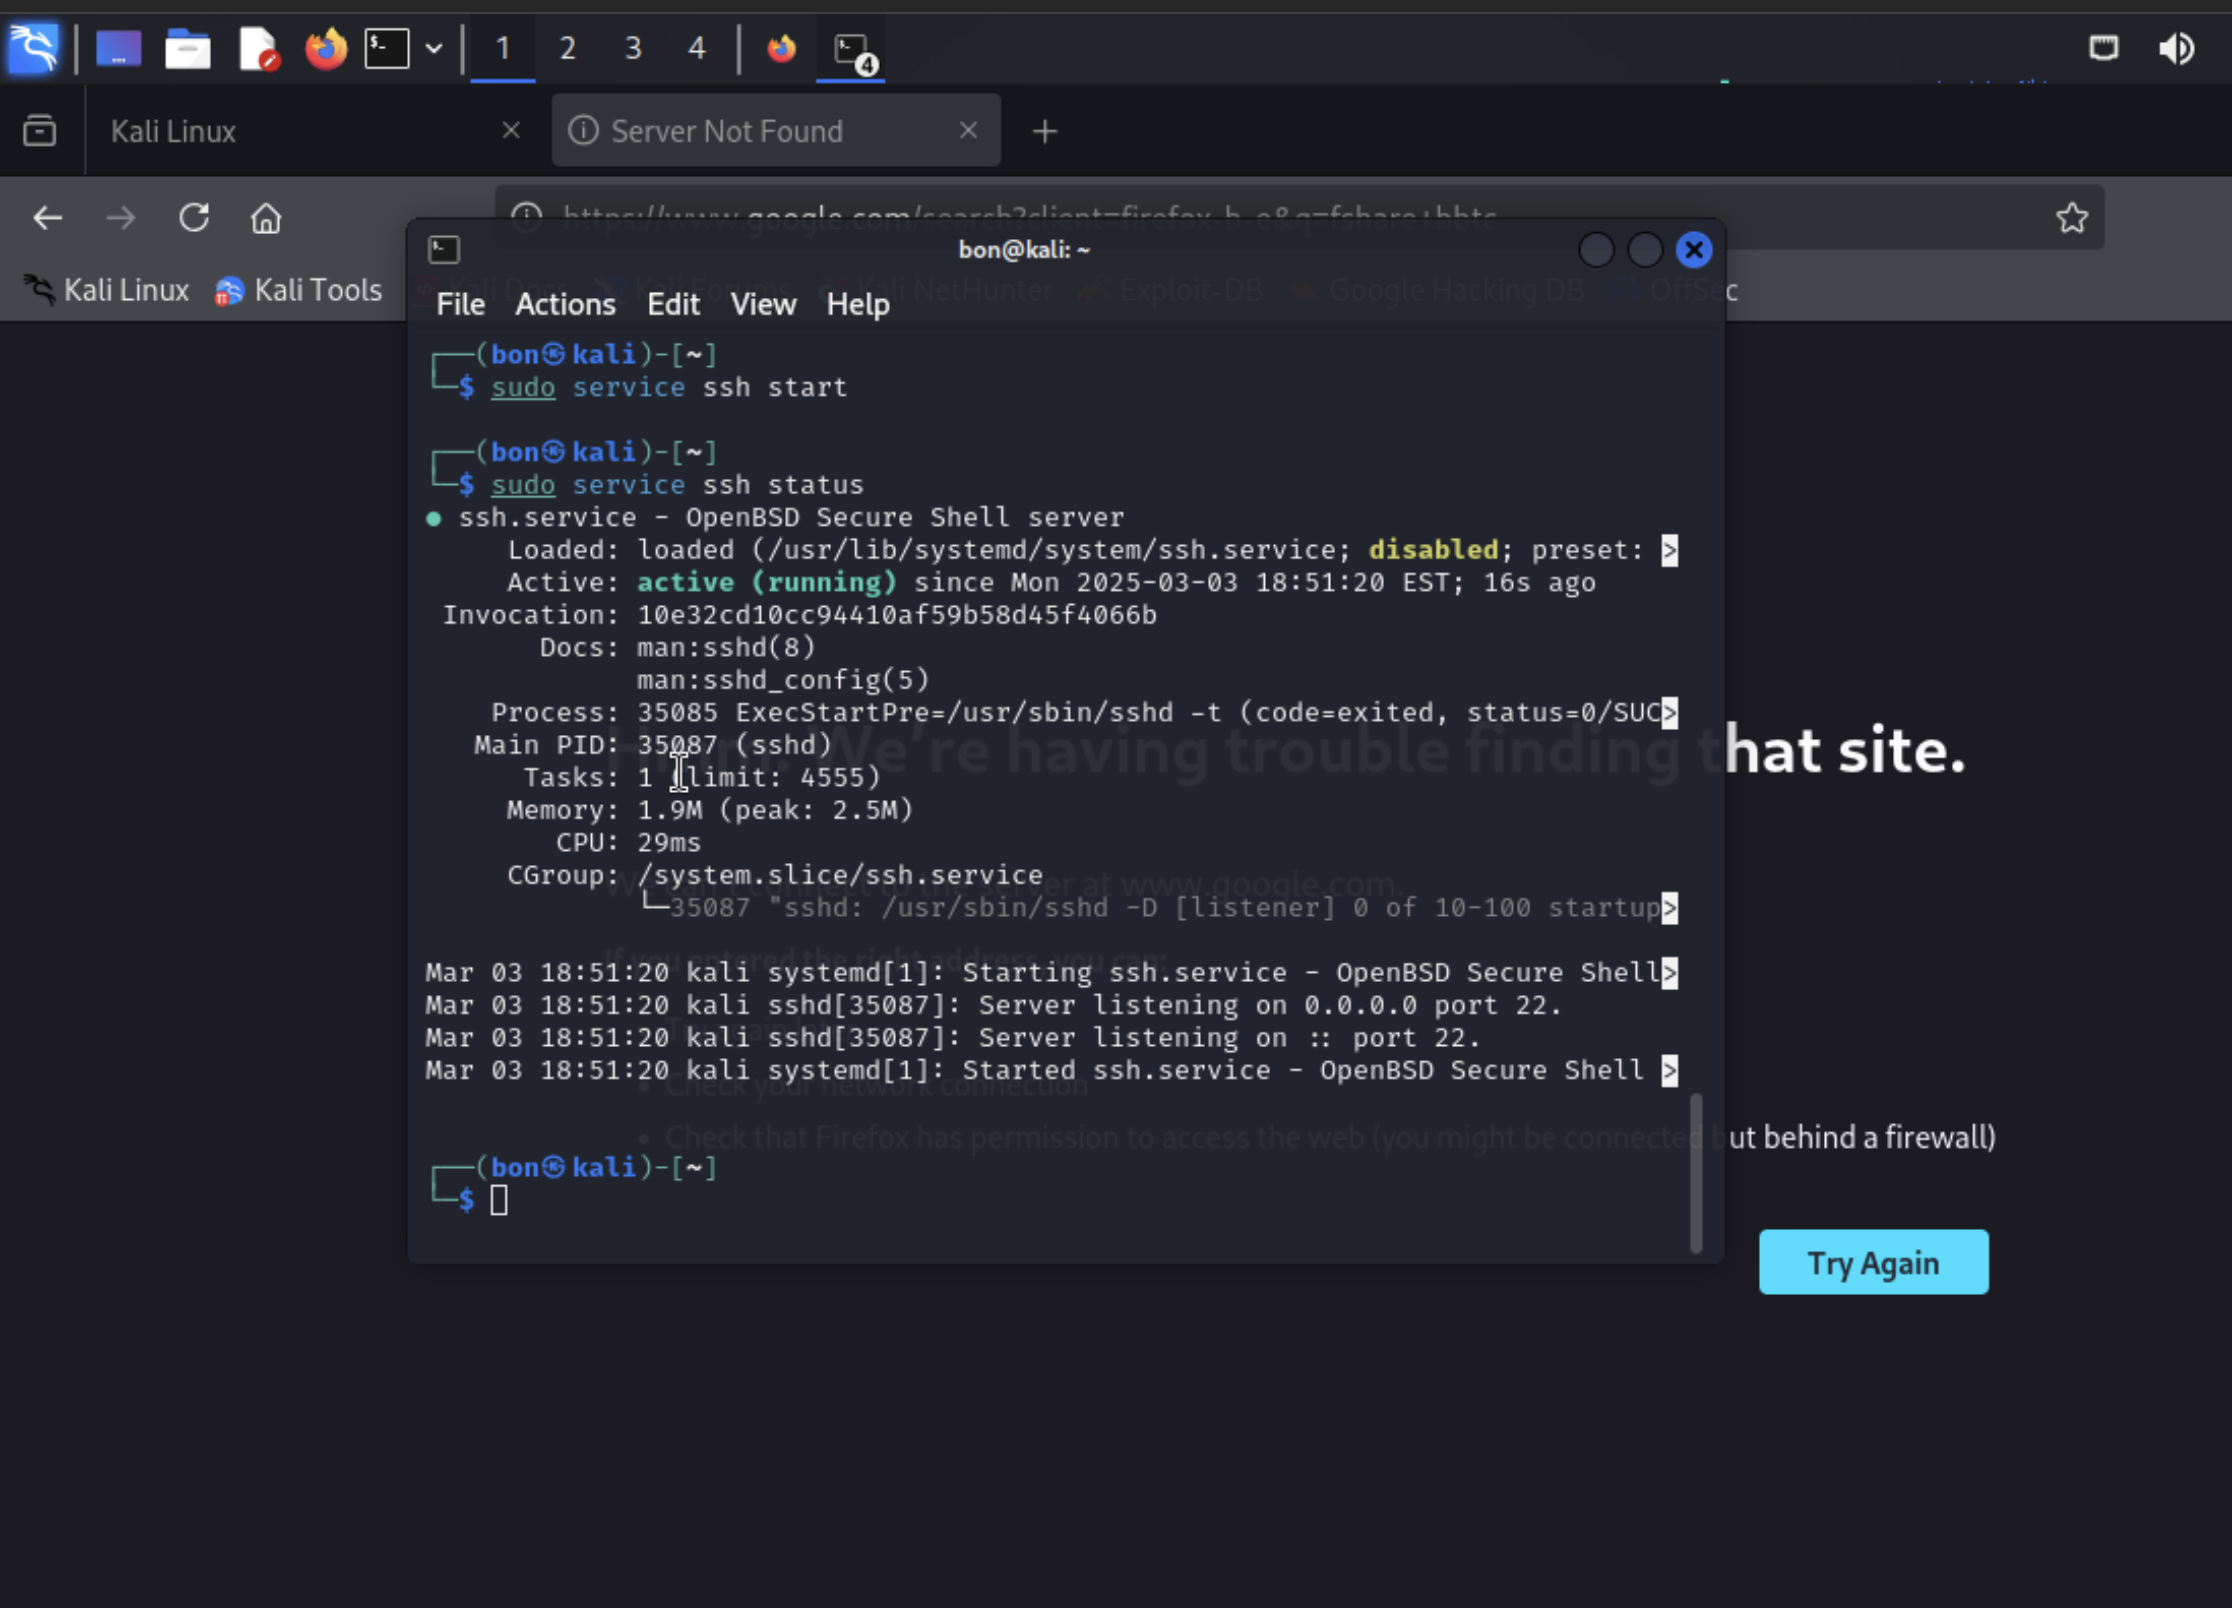 1 2 3 4 4
Kali Linux
Server Not Found
https://www.google.com/search?client=firefox-b-e&q=fshare+bbtc
bon@kali: ~
Kali Linux Kali Tools Kali Docs Kali Forums Kali NetHunter Exploit-DB Google Hacking DB OffSec
File Actions Edit View Help
┌──(bon㉿kali)-[~]
└─$ sudo service ssh start
┌──(bon㉿kali)-[~]
└─$ sudo service ssh status
● ssh.service - OpenBSD Secure Shell server
Loaded: loaded (/usr/lib/systemd/system/ssh.service; disabled; preset: >
Active: active (running) since Mon 2025-03-03 18:51:20 EST; 16s ago
Invocation: 10e32cd10cc94410af59b58d45f4066b
Docs: man:sshd(8)
man:sshd_config(5)
Process: 35085 ExecStartPre=/usr/sbin/sshd -t (code=exited, status=0/SUC>
Main PID: 35087 (sshd)
Tasks: 1 (limit: 4555)
Memory: 1.9M (peak: 2.5M)
CPU: 29ms
CGroup: /system.slice/ssh.service
└─35087 "sshd: /usr/sbin/sshd -D [listener] 0 of 10-100 startup>
Mar 03 18:51:20 kali systemd[1]: Starting ssh.service - OpenBSD Secure Shell>
Mar 03 18:51:20 kali sshd[35087]: Server listening on 0.0.0.0 port 22.
Mar 03 18:51:20 kali sshd[35087]: Server listening on :: port 22.
Mar 03 18:51:20 kali systemd[1]: Started ssh.service - OpenBSD Secure Shell >
┌──(bon㉿kali)-[~]
└─$
We're having trouble finding that site.
at www.google.com.
If you entered the right address, you can:
Check your network connection
Check that Firefox has permission to access the web (you might be connected but behind a firewall)
Try Again